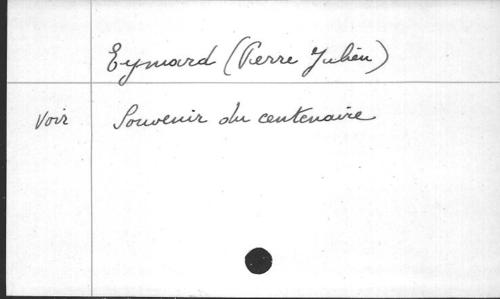 Eymard (Pierre Julien)
Voir Souvenir du centenaire